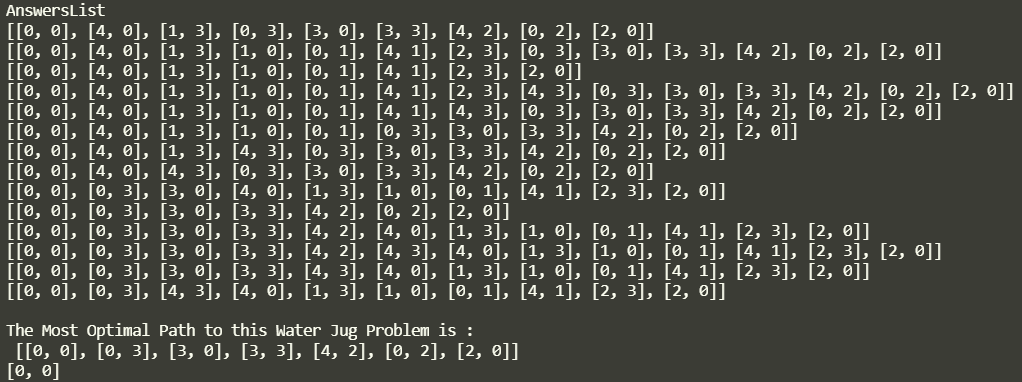 AnswersList
[[0, 0], [4, 0], [1, 3], [0, 3], [3, 0], [3, 3], [4, 2], [0, 2], [2, 0]]
[[0, 0], [4, 0], [1, 3], [1, 0], [0, 1], [4, 1], [2, 3], [0, 3], [3, 0], [3, 3], [4, 2], [0, 2], [2, 0]]
[[0, 0], [4, 0], [1, 3], [1, 0], [0, 1], [4, 1], [2, 3], [2, 0]]
[[0, 0], [4, 0], [1, 3], [1, 0], [0, 1], [4, 1], [2, 3], [4, 3], [0, 3], [3, 0], [3, 3], [4, 2], [0, 2], [2, 0]]
[[0, 0], [4, 0], [1, 3], [1, 0], [0, 1], [4, 1], [4, 3], [0, 3], [3, 0], [3, 3], [4, 2], [0, 2], [2, 0]]
[[0, 0], [4, 0], [1, 3], [1, 0], [0, 1], [0, 3], [3, 0], [3, 3], [4, 2], [0, 2], [2, 0]]
[[0, 0], [4, 0], [1, 3], [4, 3], [0, 3], [3, 0], [3, 3], [4, 2], [0, 2], [2, 0]]
[[0, 0], [4, 0], [4, 3], [0, 3], [3, 0], [3, 3], [4, 2], [0, 2], [2, 0]]
[[0, 0], [0, 3], [3, 0], [4, 0], [1, 3], [1, 0], [0, 1], [4, 1], [2, 3], [2, 0]]
[[0, 0], [0, 3], [3, 0], [3, 3], [4, 2], [0, 2], [2, 0]]
[[0, 0], [0, 3], [3, 0], [3, 3], [4, 2], [4, 0], [1, 3], [1, 0], [0, 1], [4, 1], [2, 3], [2, 0]]
[[0, 0], [0, 3], [3, 0], [3, 3], [4, 2], [4, 3], [4, 0], [1, 3], [1, 0], [0, 1], [4, 1], [2, 3], [2, 0]]
[[0, 0], [0, 3], [3, 0], [3, 3], [4, 3], [4, 0], [1, 3], [1, 0], [0, 1], [4, 1], [2, 3], [2, 0]]
[[0, 0], [0, 3], [4, 3], [4, 0], [1, 3], [1, 0], [0, 1], [4, 1], [2, 3], [2, 0]]
The Most Optimal Path to this Water Jug Problem is :
[[0, 0], [0, 3], [3, 0], [3, 3], [4, 2], [0, 2], [2, 0]]
[0, 0]